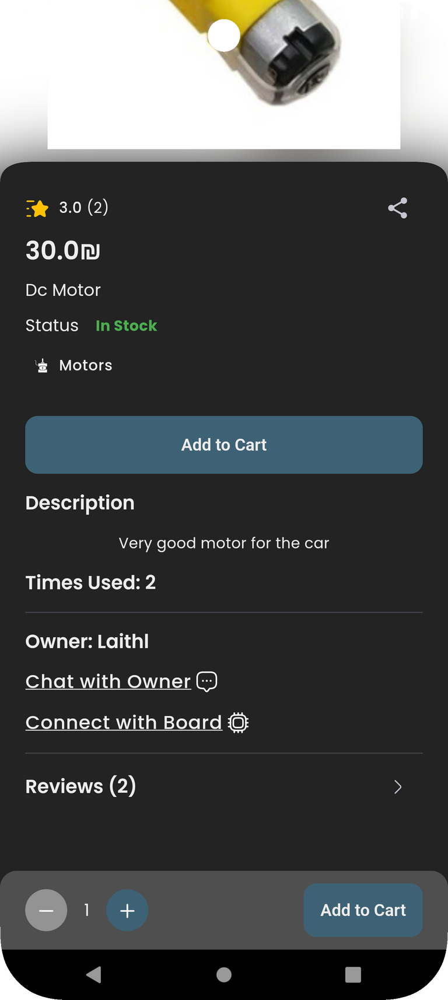 3.0 (2)
30.0₪
Dc Motor
Status In Stock
Motors
Add to Cart
Description
Very good motor for the car
Times Used: 2
Owner: Laithl
Chat with Owner
Connect with Board
Reviews (2)
1
Add to Cart